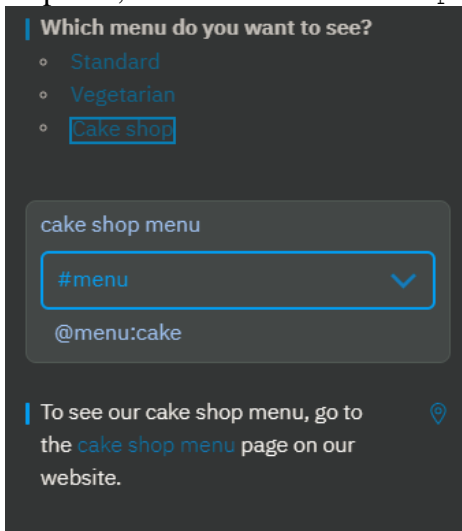 Which menu do you want to see?
Standard
Vegetarian
Cake shop
cake shop menu
#menu
@menu:cake
To see our cake shop menu, go to
the cake shop menu page on our
website.